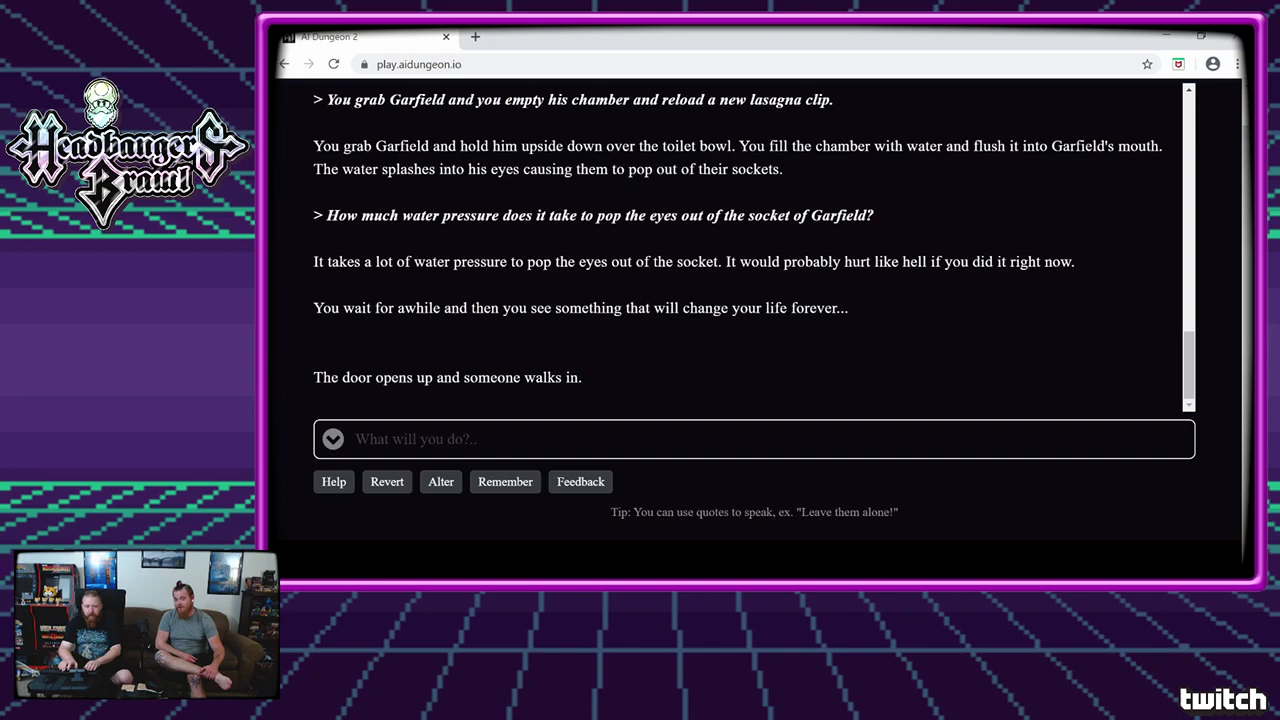 AI Dungeon 2
play.aidungeon.io
> You grab Garfield and you empty his chamber and reload a new lasagna clip.
You grab Garfield and hold him upside down over the toilet bowl. You fill the chamber with water and flush it into Garfield's mouth.
The water splashes into his eyes causing them to pop out of their sockets.
> How much water pressure does it take to pop the eyes out of the socket of Garfield?
It takes a lot of water pressure to pop the eyes out of the socket. It would probably hurt like hell if you did it right now.
You wait for awhile and then you see something that will change your life forever...
The door opens up and someone walks in.
What will you do?..
Help Revert Alter Remember Feedback
Tip: You can use quotes to speak, ex. "Leave them alone!"
HeadbangerS
Brawl
twitch